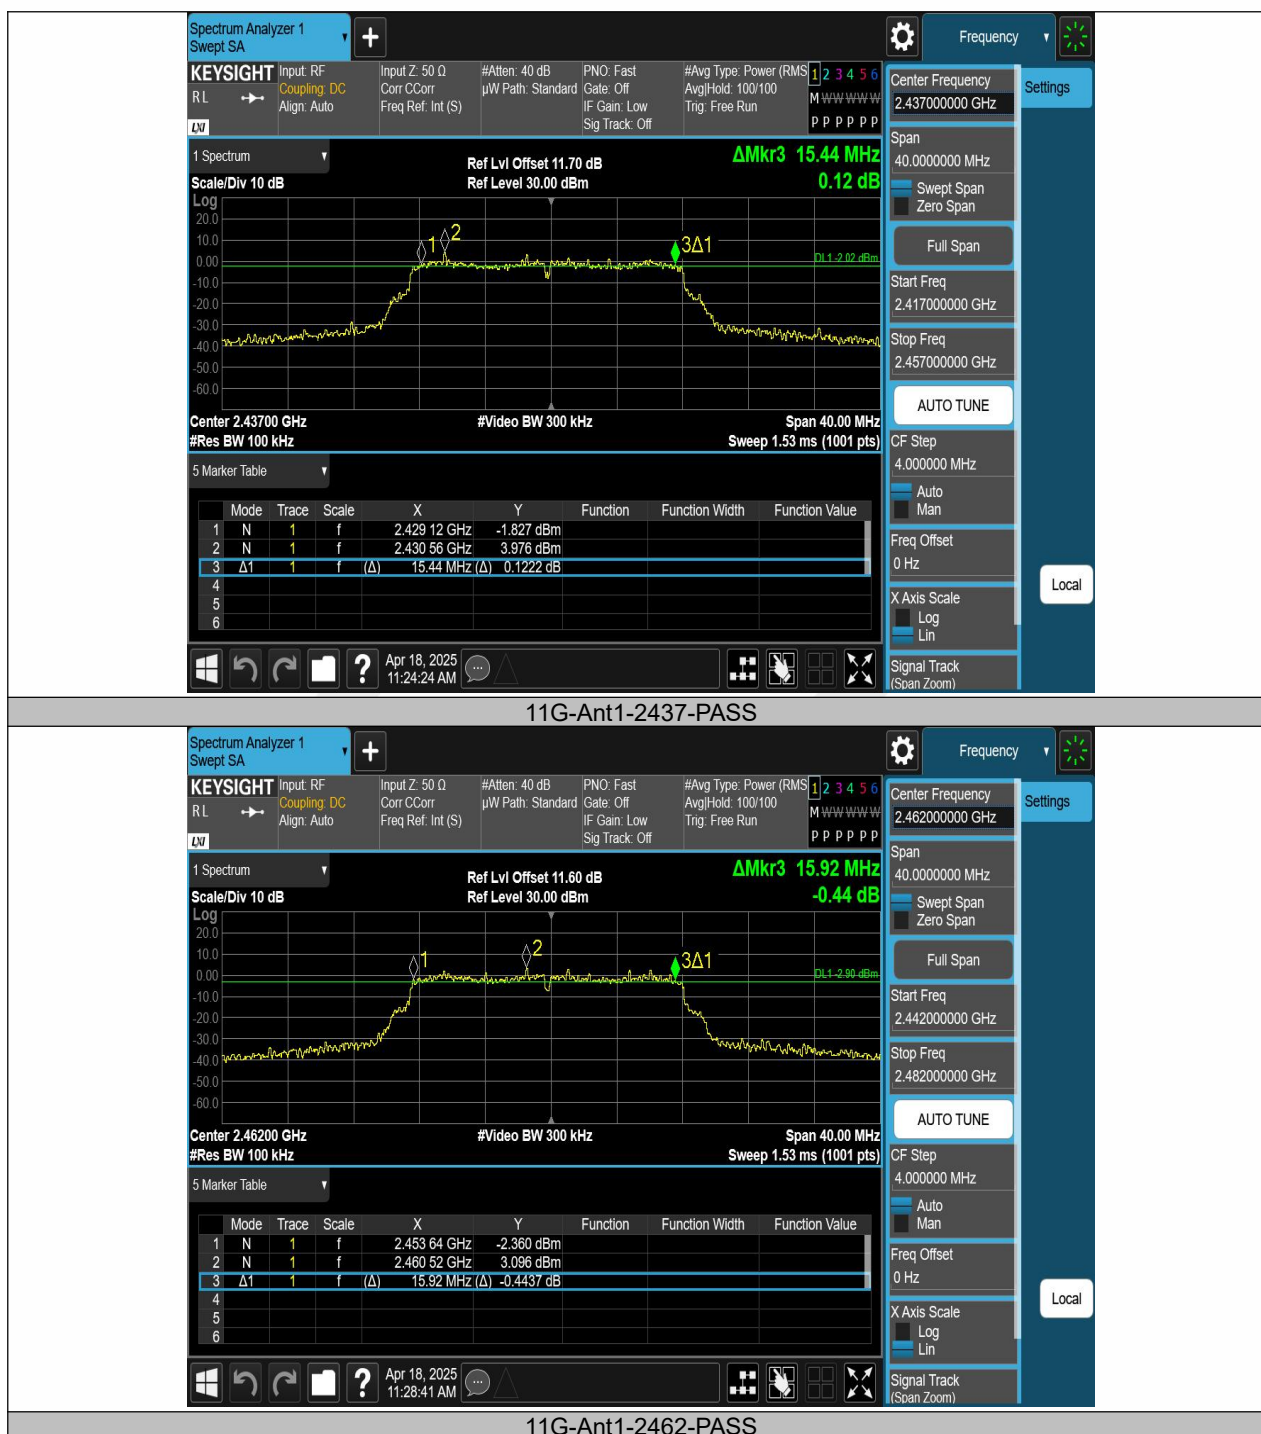 Spectrum Analyzer 1
Swept SA
+
Frequency
KEYSIGHT
RL
LXI
Input: RF
Coupling: DC
Align: Auto
Input Z: 50 Ω
Corr CCorr
Freq Ref: Int (S)
#Atten: 40 dB
µW Path: Standard
PNO: Fast
Gate: Off
IF Gain: Low
Sig Track: Off
#Avg Type: Power (RMS
Avg|Hold: 100/100
Trig: Free Run
1 2 3 4 5 6
M W W W W W
P P P P P P
Center Frequency
2.437000000 GHz
Settings
Span
40.0000000 MHz
Swept Span
Zero Span
Full Span
Start Freq
2.417000000 GHz
Stop Freq
2.457000000 GHz
AUTO TUNE
CF Step
4.000000 MHz
Auto
Man
Freq Offset
0 Hz
X Axis Scale
Log
Lin
Signal Track
(Span Zoom)
Local
1 Spectrum
Scale/Div 10 dB
Ref Lvl Offset 11.70 dB
Ref Level 30.00 dBm
ΔMkr3 15.44 MHz
0.12 dB
Log
20.0
10.0
0.00
-10.0
-20.0
-30.0
-40.0
-50.0
-60.0
1
2
3Δ1
DL1 -2.02 dBm
Center 2.43700 GHz
#Video BW 300 kHz
Span 40.00 MHz
#Res BW 100 kHz
Sweep 1.53 ms (1001 pts)
5 Marker Table
Mode Trace Scale X Y Function Function Width Function Value
1 N 1 f 2.429 12 GHz -1.827 dBm
2 N 1 f 2.430 56 GHz 3.976 dBm
3 Δ1 1 f (Δ) 15.44 MHz (Δ) 0.1222 dB
4
5
6
?
Apr 18, 2025
11:24:24 AM
11G-Ant1-2437-PASS
Spectrum Analyzer 1
Swept SA
+
Frequency
KEYSIGHT
RL
LXI
Input: RF
Coupling: DC
Align: Auto
Input Z: 50 Ω
Corr CCorr
Freq Ref: Int (S)
#Atten: 40 dB
µW Path: Standard
PNO: Fast
Gate: Off
IF Gain: Low
Sig Track: Off
#Avg Type: Power (RMS
Avg|Hold: 100/100
Trig: Free Run
1 2 3 4 5 6
M W W W W W
P P P P P P
Center Frequency
2.462000000 GHz
Settings
Span
40.0000000 MHz
Swept Span
Zero Span
Full Span
Start Freq
2.442000000 GHz
Stop Freq
2.482000000 GHz
AUTO TUNE
CF Step
4.000000 MHz
Auto
Man
Freq Offset
0 Hz
X Axis Scale
Log
Lin
Signal Track
(Span Zoom)
Local
1 Spectrum
Scale/Div 10 dB
Ref Lvl Offset 11.60 dB
Ref Level 30.00 dBm
ΔMkr3 15.92 MHz
-0.44 dB
Log
20.0
10.0
0.00
-10.0
-20.0
-30.0
-40.0
-50.0
-60.0
1
2
3Δ1
DL1 -2.90 dBm
Center 2.46200 GHz
#Video BW 300 kHz
Span 40.00 MHz
#Res BW 100 kHz
Sweep 1.53 ms (1001 pts)
5 Marker Table
Mode Trace Scale X Y Function Function Width Function Value
1 N 1 f 2.453 64 GHz -2.360 dBm
2 N 1 f 2.460 52 GHz 3.096 dBm
3 Δ1 1 f (Δ) 15.92 MHz (Δ) -0.4437 dB
4
5
6
?
Apr 18, 2025
11:28:41 AM
11G-Ant1-2462-PASS